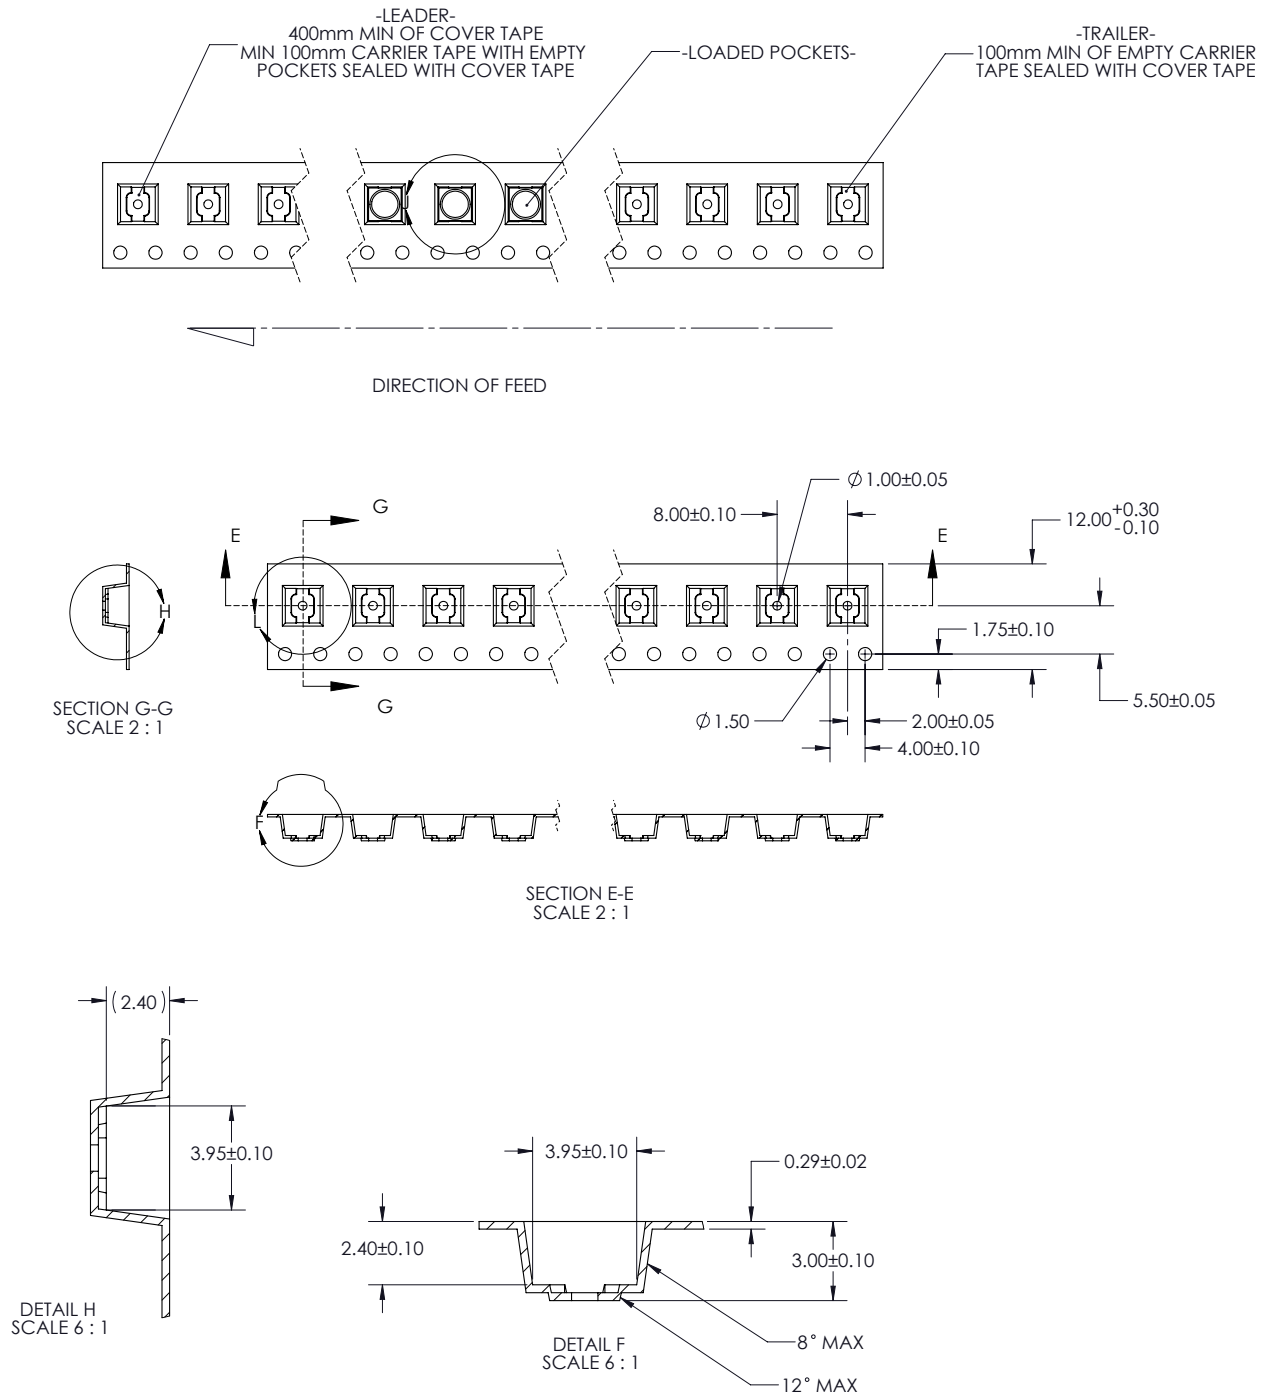 -LEADER-
400mm MIN OF COVER TAPE
MIN 100mm CARRIER TAPE WITH EMPTY
POCKETS SEALED WITH COVER TAPE
-LOADED POCKETS-
-TRAILER-
100mm MIN OF EMPTY CARRIER
TAPE SEALED WITH COVER TAPE
DIRECTION OF FEED
G
Ø1.00±0.05
8.00±0.10
12.00+0.30
-0.10
E
E
H
1.75±0.10
SECTION G-G
SCALE 2 : 1
G
Ø1.50
2.00±0.05
4.00±0.10
5.50±0.05
F
SECTION E-E
SCALE 2 : 1
(2.40)
3.95±0.10
DETAIL H
SCALE 6 : 1
3.95±0.10
0.29±0.02
2.40±0.10
3.00±0.10
DETAIL F
SCALE 6 : 1
8° MAX
12° MAX